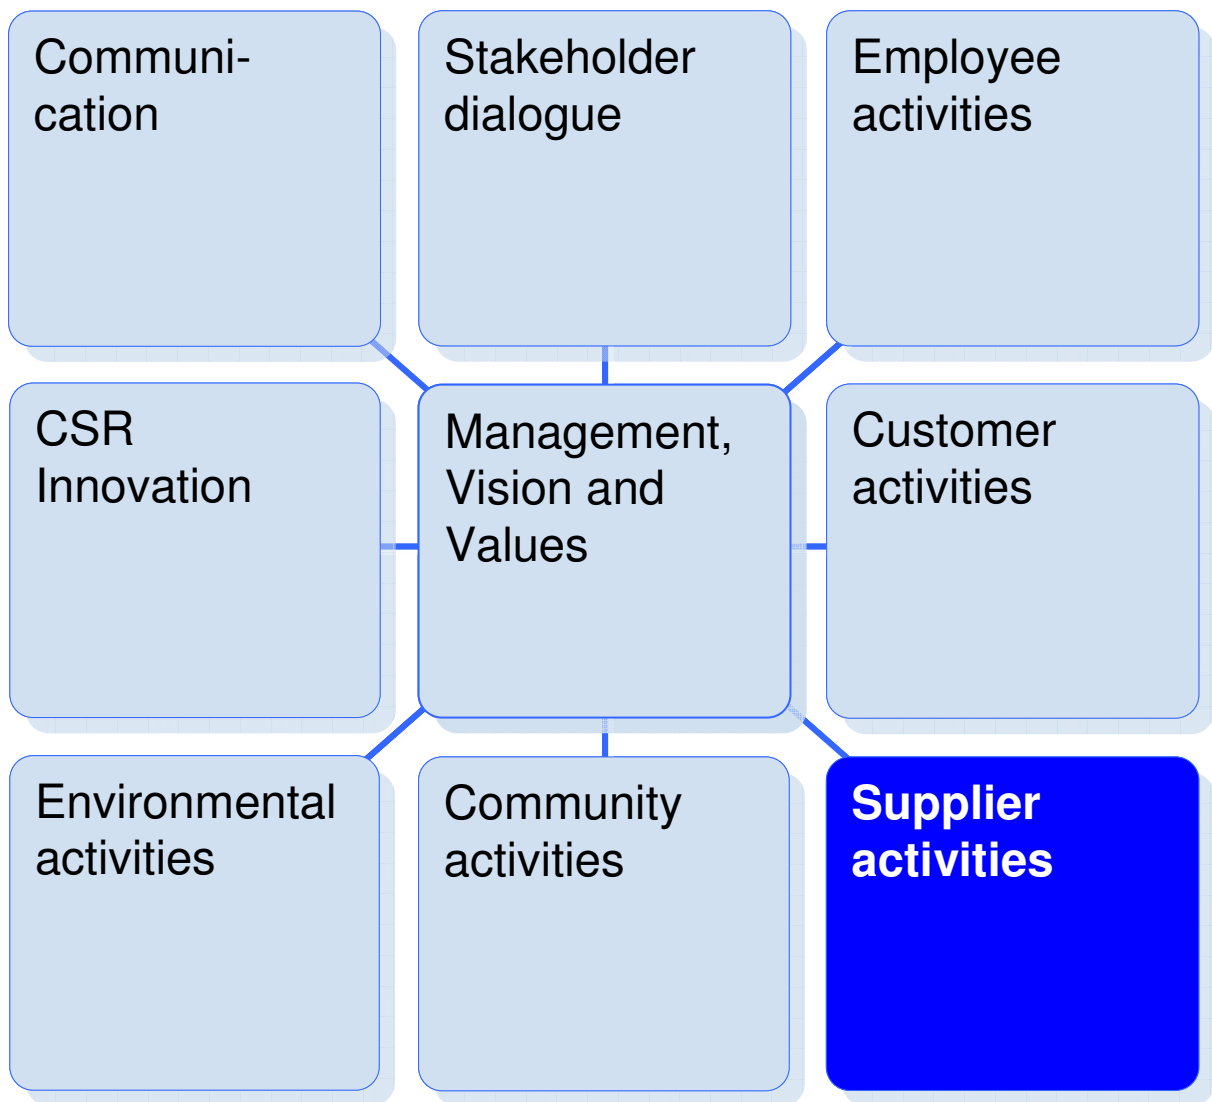 Communi-
cation
Stakeholder
dialogue
Employee
activities
CSR
Innovation
Management,
Vision and
Values
Customer
activities
Environmental
activities
Community
activities
Supplier
activities